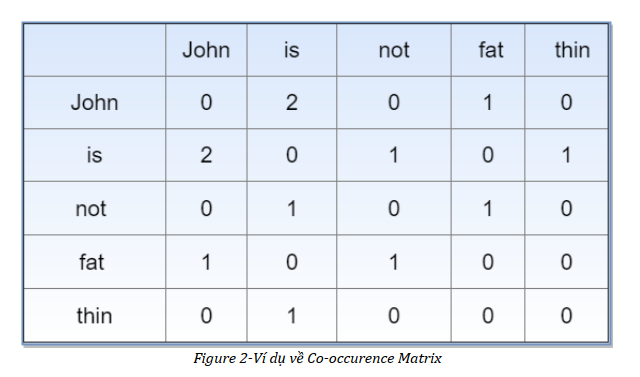 John is not fat thin
John 0 2 0 1 0
is 2 0 1 0 1
not 0 1 0 1 0
fat 1 0 1 0 0
thin 0 1 0 0 0
Figure 2-Ví dụ về Co-occurence Matrix